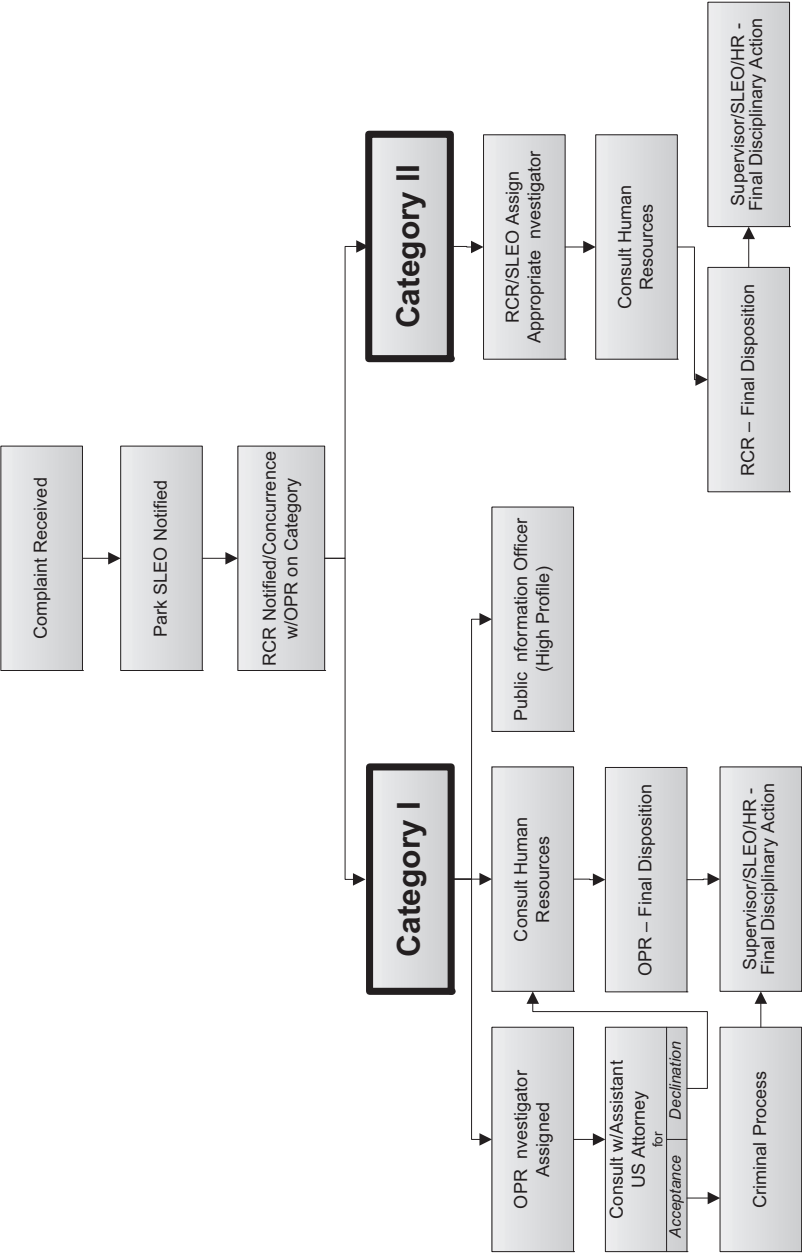 Complaint Received
Park SLEO Notified
RCR Notified/Concurrence
w/OPR on Category
Category I
Category II
OPR nvestigator
Assigned
Consult Human
Resources
Public nformation Officer
(High Profile)
RCR/SLEO Assign
Appropriate nvestigator
Consult w/Assistant
US Attorney
for
Acceptance
Declination
OPR – Final Disposition
Consult Human
Resources
Criminal Process
Supervisor/SLEO/HR -
Final Disciplinary Action
RCR – Final Disposition
Supervisor/SLEO/HR -
Final Disciplinary Action